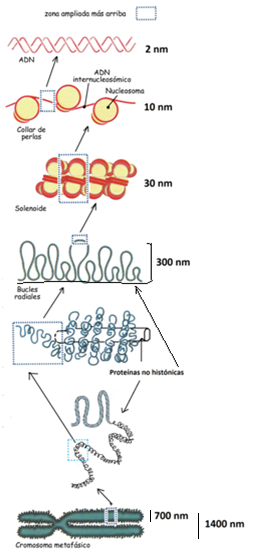 zona ampliada más arriba
2 nm
ADN
ADN
internucleosómico
Nucleosoma
10 nm
Collar de
perlas
30 nm
Solenoide
300 nm
Bucles
radiales
Proteínas no histónicas
700 nm
1400 nm
Cromosoma metafásico